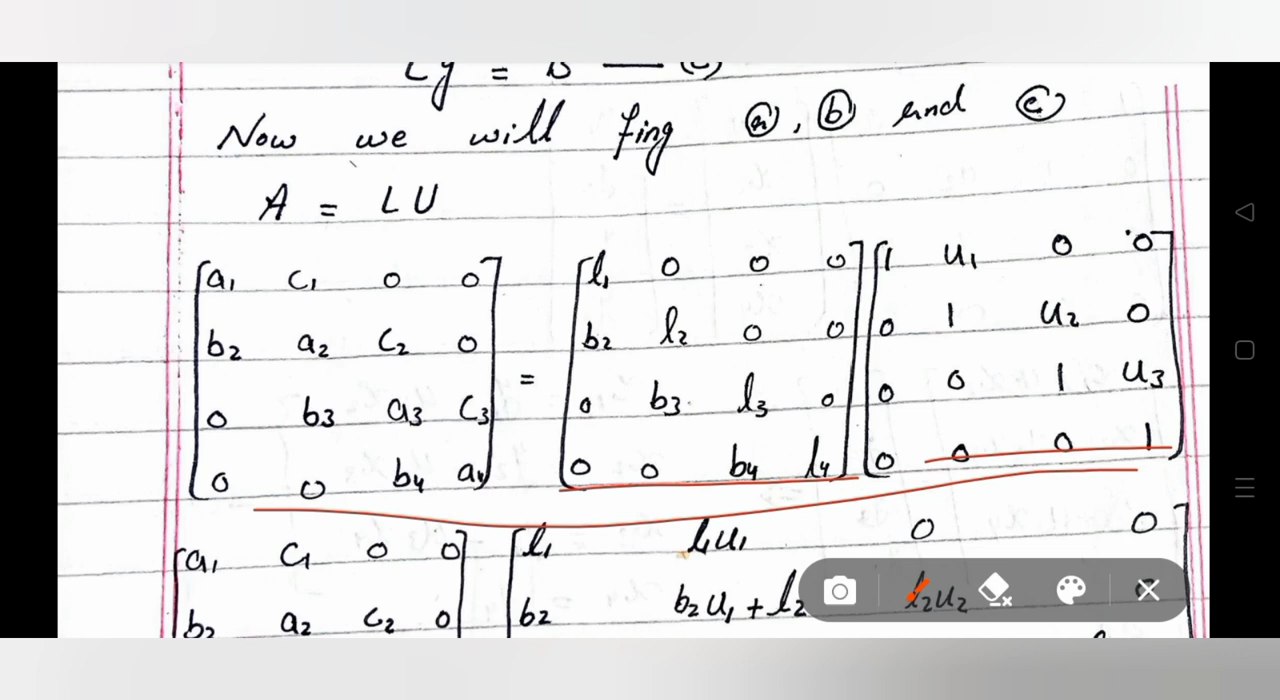 Ly = B — (c)
Now we will fing (a), (b) and (c)
A = LU
[a₁ c₁ 0 0] [l₁ 0 0 0] [1 u₁ 0 0]
[b₂ a₂ c₂ 0] [b₂ l₂ 0 0] [0 1 u₂ 0]
=
[0 b₃ a₃ c₃] [0 b₃ l₃ 0] [0 0 1 u₃]
[0 0 b₄ a₄] [0 0 b₄ l₄] [0 0 0 1]
[a₁ c₁ 0 0] [l₁ l₁u₁ 0 0]
[b₂ a₂ c₂ 0] [b₂ b₂u₁ + l₂ l₂u₂